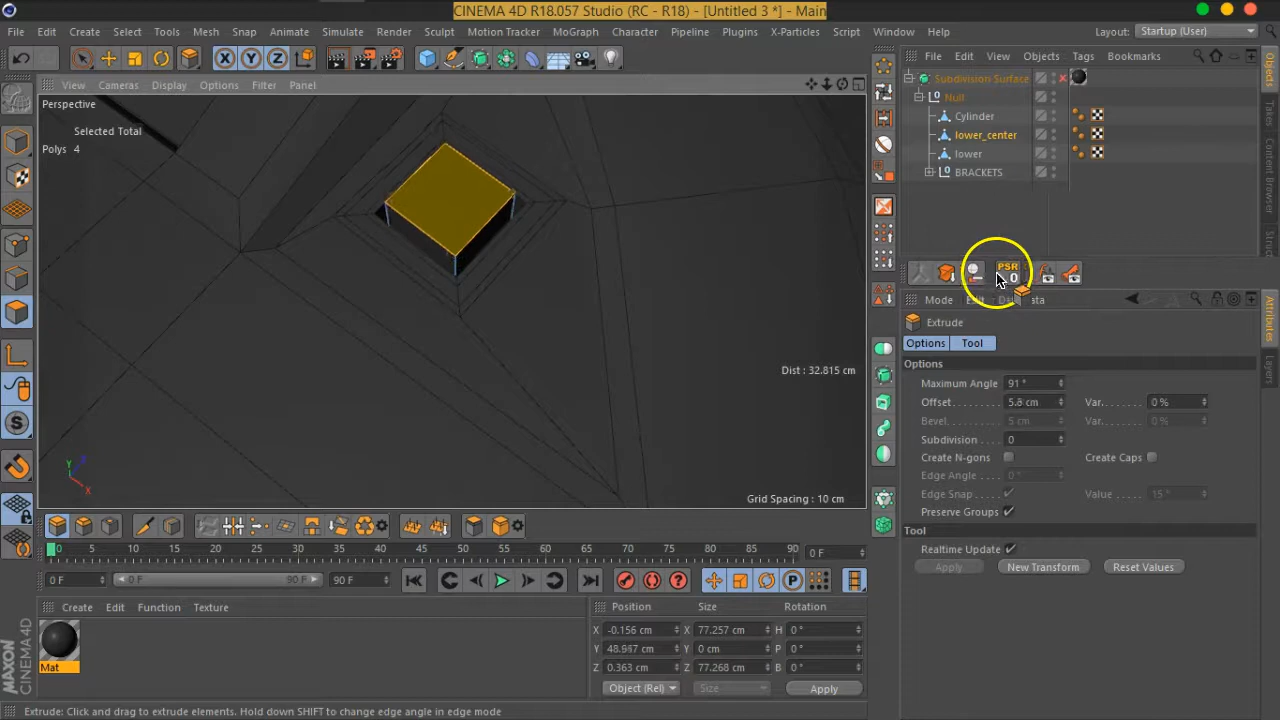 CINEMA 4D R18.057 Studio (RC - R18) - [Untitled 3 *] - Main
File Edit Create Select Tools Mesh Snap Animate Simulate Render Sculpt Motion Tracker MoGraph Character Pipeline Plugins X-Particles Script Window Help Layout: Startup (User)
X Y Z
File Edit View Objects Tags Bookmarks
View Cameras Display Options Filter Panel
Perspective
Selected Total
Polys 4
Subdivision Surface
Null
Cylinder
lower_center
lower
BRACKETS
Objects
Takes
Content Browser
PSR
0
Mode
Extrude
Options Tool
Options
Maximum Angle 91 °
Offset 5.8 cm Var. 0 %
Bevel. 5 cm Var. 0 %
Subdivision 0
Create N-gons Create Caps
Edge Angle 0 °
Edge Snap Value 15 °
Preserve Groups
Tool
Realtime Update
Apply New Transform Reset Values
Attributes
Layers
Dist : 32.815 cm
Grid Spacing : 10 cm
Y Z X
S
0 5 10 15 20 25 30 35 40 45 50 55 60 65 70 75 80 85 90 0 F
0 F 0 F 90 F 90 F
P
Create Edit Function Texture
Mat
Position Size Rotation
X -0.156 cm X 77.257 cm H 0 °
Y 48.967 cm Y 0 cm P 0 °
Z 0.363 cm Z 77.268 cm B 0 °
Object (Rel) Size Apply
MAXON
CINEMA 4D
Extrude: Click and drag to extrude elements. Hold down SHIFT to change edge angle in edge mode